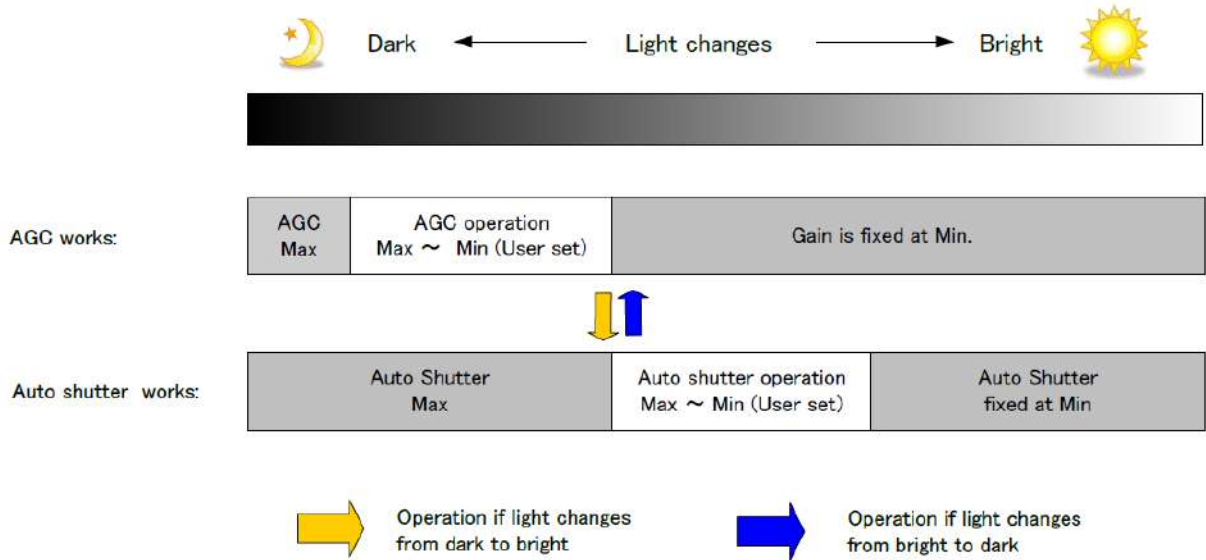 Dark
Light changes
Bright
AGC works:
AGC
Max
AGC operation
Max ～ Min (User set)
Gain is fixed at Min.
Auto shutter works:
Auto Shutter
Max
Auto shutter operation
Max ～ Min (User set)
Auto Shutter
fixed at Min
Operation if light changes
from dark to bright
Operation if light changes
from bright to dark